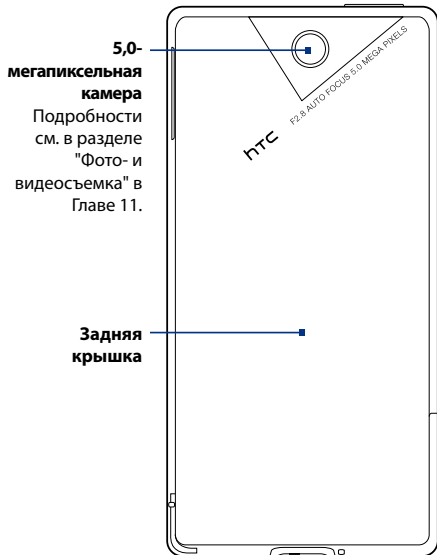 5,0-
мегапиксельная
камера
Подробности
см. в разделе
"Фото- и
видеосъемка" в
Главе 11.
F2.8 AUTO FOCUS 5.0 MEGA PIXELS
hTC
Задняя
крышка